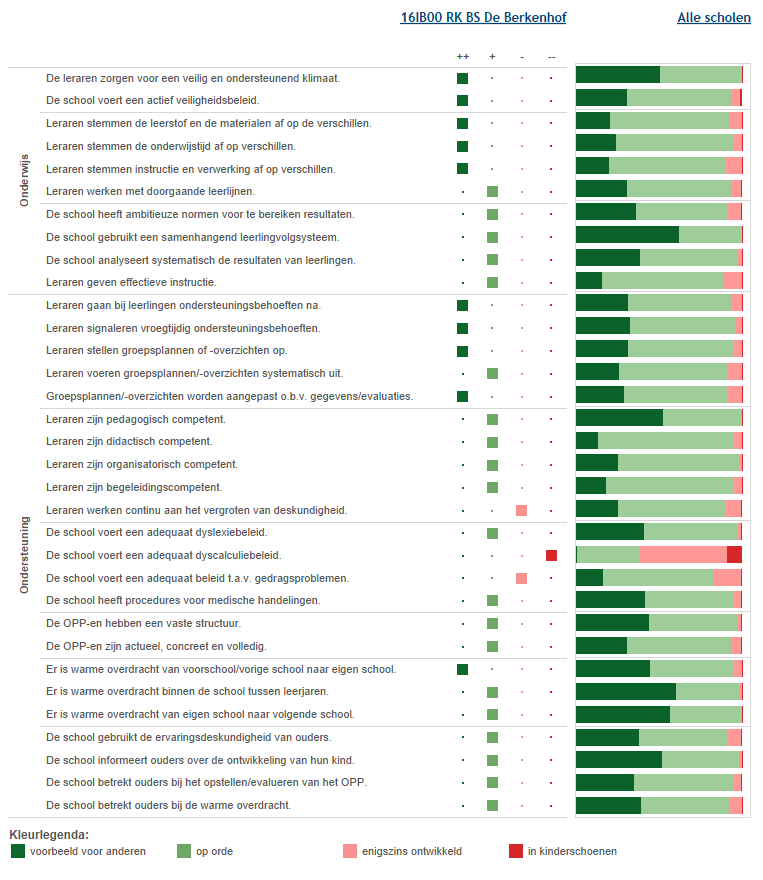 16IB00 RK BS De Berkenhof Alle scholen
++ + - --
Onderwijs
De leraren zorgen voor een veilig en ondersteunend klimaat.
De school voert een actief veiligheidsbeleid.
Leraren stemmen de leerstof en de materialen af op de verschillen.
Leraren stemmen de onderwijstijd af op verschillen.
Leraren stemmen instructie en verwerking af op verschillen.
Leraren werken met doorgaande leerlijnen.
De school heeft ambitieuze normen voor te bereiken resultaten.
De school gebruikt een samenhangend leerlingvolgsysteem.
De school analyseert systematisch de resultaten van leerlingen.
Leraren geven effectieve instructie.
Ondersteuning
Leraren gaan bij leerlingen ondersteuningsbehoeften na.
Leraren signaleren vroegtijdig ondersteuningsbehoeften.
Leraren stellen groepsplannen of -overzichten op.
Leraren voeren groepsplannen/-overzichten systematisch uit.
Groepsplannen/-overzichten worden aangepast o.b.v. gegevens/evaluaties.
Leraren zijn pedagogisch competent.
Leraren zijn didactisch competent.
Leraren zijn organisatorisch competent.
Leraren zijn begeleidingscompetent.
Leraren werken continu aan het vergroten van deskundigheid.
De school voert een adequaat dyslexiebeleid.
De school voert een adequaat dyscalculiebeleid.
De school voert een adequaat beleid t.a.v. gedragsproblemen.
De school heeft procedures voor medische handelingen.
De OPP-en hebben een vaste structuur.
De OPP-en zijn actueel, concreet en volledig.
Er is warme overdracht van voorschool/vorige school naar eigen school.
Er is warme overdracht binnen de school tussen leerjaren.
Er is warme overdracht van eigen school naar volgende school.
De school gebruikt de ervaringsdeskundigheid van ouders.
De school informeert ouders over de ontwikkeling van hun kind.
De school betrekt ouders bij het opstellen/evalueren van het OPP.
De school betrekt ouders bij de warme overdracht.
Kleurlegenda:
voorbeeld voor anderen op orde enigszins ontwikkeld in kinderschoenen